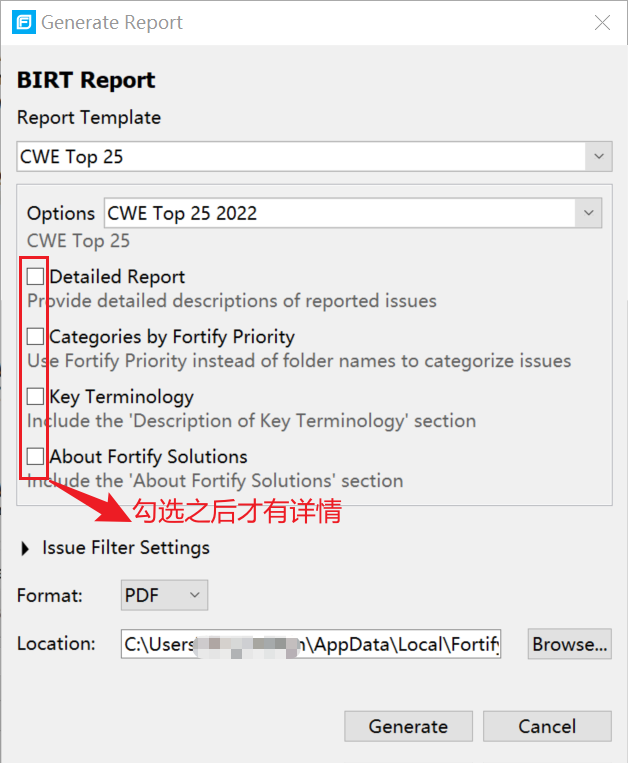 Generate Report
BIRT Report
Report Template
CWE Top 25
Options CWE Top 25 2022
CWE Top 25
Detailed Report
Provide detailed descriptions of reported issues
Categories by Fortify Priority
Use Fortify Priority instead of folder names to categorize issues
Key Terminology
Include the 'Description of Key Terminology' section
About Fortify Solutions
Include the 'About Fortify Solutions' section
勾选之后才有详情
Issue Filter Settings
Format: PDF
Location: C:\Users n\AppData\Local\Fortify Browse...
Generate Cancel